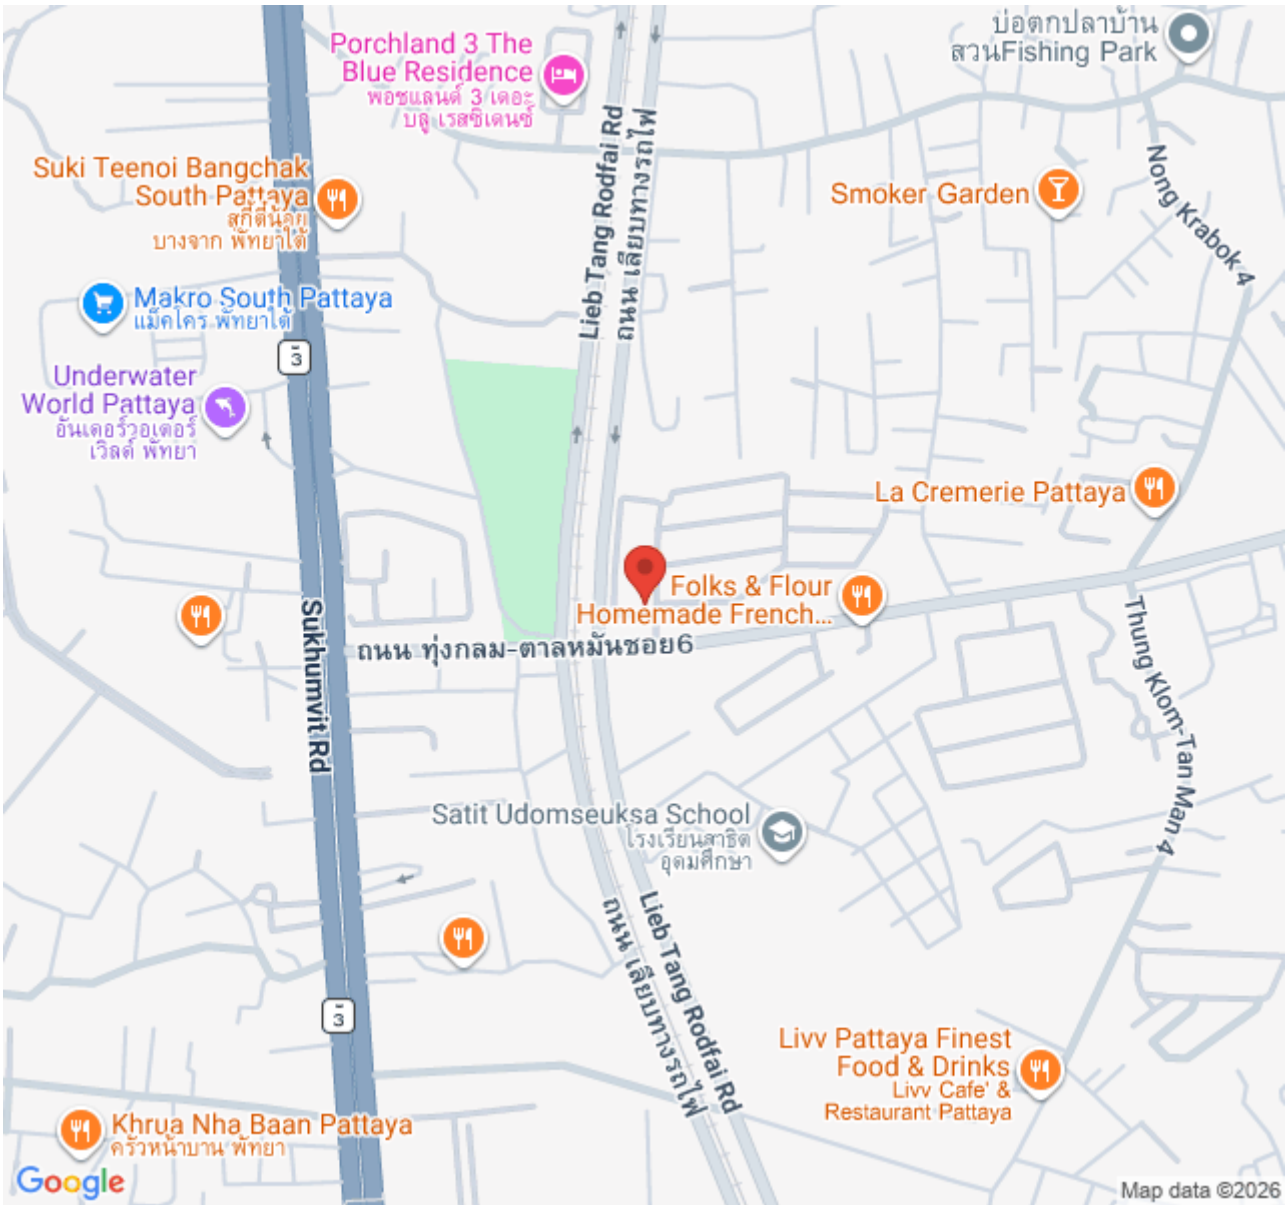 บ่อตกปลาบ้าน
สวนFishing Park
Porchland 3 The
Blue Residence
พอชแลนด์ 3 เดอะ
บลู เรสซิเดนซ์
Lieb Tang Rodfai Rd
ถนน เลียบทางรถไฟ
Suki Teenoi Bangchak
South Pattaya
สุกี้ตี๋น้อย
บางจาก พัทยาใต้
Smoker Garden
Nong Krabok 4
Makro South Pattaya
แม็คโคร พัทยาใต้
3
Underwater
World Pattaya
อันเดอร์วอเตอร์
เวิลด์ พัทยา
La Cremerie Pattaya
Folks & Flour
Homemade French...
ถนน ทุ่งกลม-ตาลหมันซอย6
Sukhumvit Rd
Thung Klom-Tan Man 4
Satit Udomseuksa School
โรงเรียนสาธิต
อุดมศึกษา
Lieb Tang Rodfai Rd
ถนน เลียบทางรถไฟ
3
Livv Pattaya Finest
Food & Drinks
Livv Cafe' &
Restaurant Pattaya
Khrua Nha Baan Pattaya
ครัวหน้าบาน พัทยา
Google
Map data ©2026